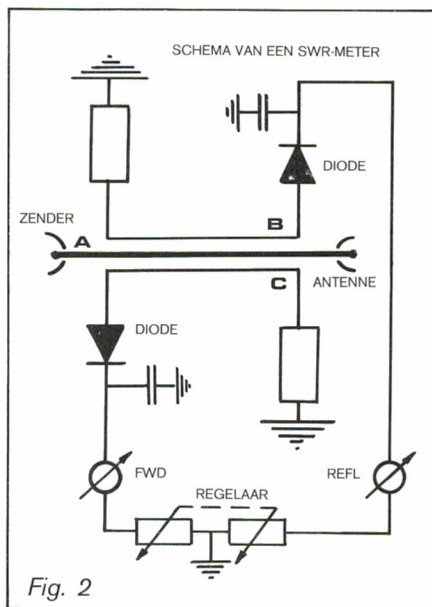 SCHEMA VAN EEN SWR-METER
DIODE
ZENDER
A
B
C
ANTENNE
DIODE
FWD
REFL
REGELAAR
Fig. 2